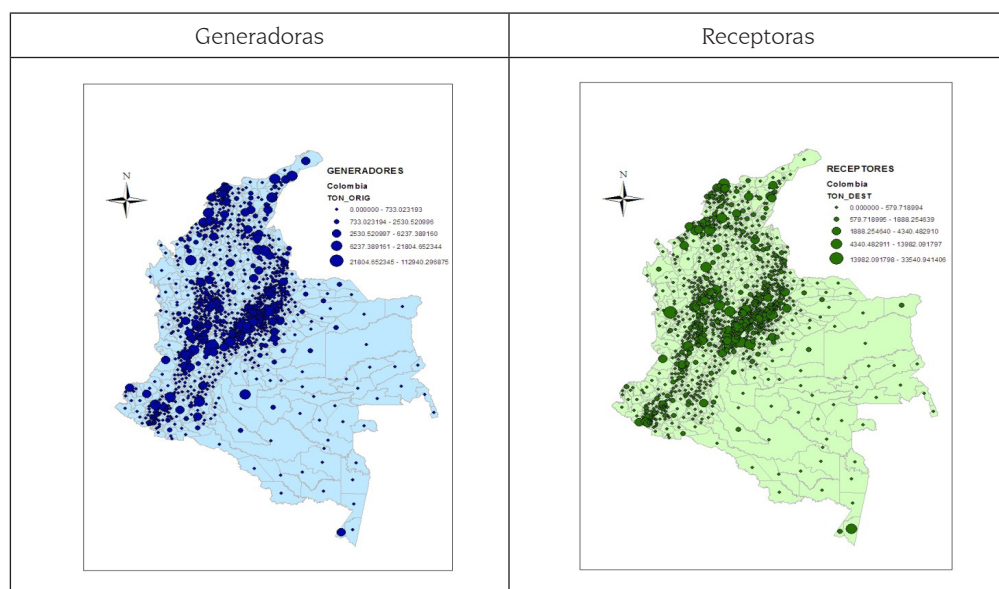 Generadoras
Receptoras
N
GENERADORES
Colombia
TON_ORIG
0.000000 - 733.023193
733.023194 - 2530.520996
2530.520997 - 6237.389160
6237.389161 - 21804.652344
21804.652345 - 112940.296875
N
RECEPTORES
Colombia
TON_DEST
0.000000 - 579.718994
579.718995 - 1888.254639
1888.254640 - 4340.482910
4340.482911 - 13982.091797
13982.091798 - 33540.941406